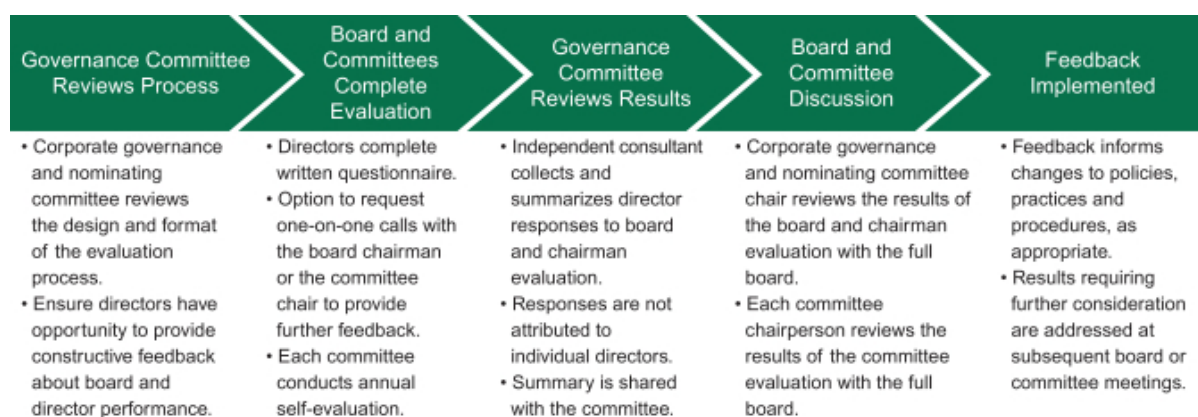 Governance Committee
Reviews Process
Board and
Committees
Complete
Evaluation
Governance
Committee
Reviews Results
Board and
Committee
Discussion
Feedback
Implemented
• Corporate governance
and nominating
committee reviews
the design and format
of the evaluation
process.
• Ensure directors have
opportunity to provide
constructive feedback
about board and
director performance.
• Directors complete
written questionnaire.
• Option to request
one-on-one calls with
the board chairman
or the committee
chair to provide
further feedback.
• Each committee
conducts annual
self-evaluation.
• Independent consultant
collects and
summarizes director
responses to board
and chairman
evaluation.
• Responses are not
attributed to
individual directors.
• Summary is shared
with the committee.
• Corporate governance
and nominating committee
chair reviews the results of
the board and chairman
evaluation with the full
board.
• Each committee
chairperson reviews the
results of the committee
evaluation with the full
board.
• Feedback informs
changes to policies,
practices and
procedures, as
appropriate.
• Results requiring
further consideration
are addressed at
subsequent board or
committee meetings.